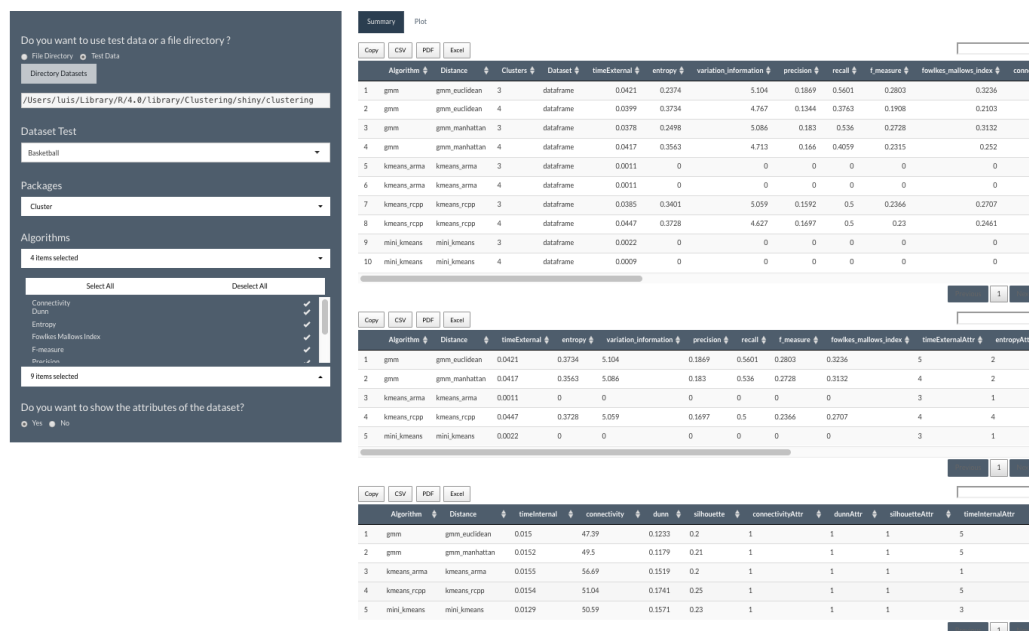 Do you want to use test data or a file directory ?
File Directory Test Data
Directory Datasets
/Users/luis/Library/R/4.0/library/Clustering/shiny/clustering
Dataset Test
Basketball
Packages
Cluster
Algorithms
4 items selected
Select All Deselect All
Connectivity
Dunn
Entropy
Fowlkes Mallows Index
F-measure
Precision
9 items selected
Do you want to show the attributes of the dataset?
Yes No
Summary Plot
Copy CSV PDF Excel
Algorithm Distance Clusters Dataset timeExternal entropy variation_information precision recall f_measure fowlkes_mallows_index conn
1 gmm gmm_euclidean 3 dataframe 0.0421 0.2374 5.104 0.1869 0.5601 0.2803 0.3236
2 gmm gmm_euclidean 4 dataframe 0.0399 0.3734 4.767 0.1344 0.3763 0.1908 0.2103
3 gmm gmm_manhattan 3 dataframe 0.0378 0.2498 5.086 0.183 0.536 0.2728 0.3132
4 gmm gmm_manhattan 4 dataframe 0.0417 0.3563 4.713 0.166 0.4059 0.2315 0.252
5 kmeans_arma kmeans_arma 3 dataframe 0.0011 0 0 0 0 0 0
6 kmeans_arma kmeans_arma 4 dataframe 0.0011 0 0 0 0 0 0
7 kmeans_rcpp kmeans_rcpp 3 dataframe 0.0385 0.3401 5.059 0.1592 0.5 0.2366 0.2707
8 kmeans_rcpp kmeans_rcpp 4 dataframe 0.0447 0.3728 4.627 0.1697 0.5 0.23 0.2461
9 mini_kmeans mini_kmeans 3 dataframe 0.0022 0 0 0 0 0 0
10 mini_kmeans mini_kmeans 4 dataframe 0.0009 0 0 0 0 0 0
1
Copy CSV PDF Excel
Algorithm Distance timeExternal entropy variation_information precision recall f_measure fowlkes_mallows_index timeExternalAttr entropyAtt
1 gmm gmm_euclidean 0.0421 0.3734 5.104 0.1869 0.5601 0.2803 0.3236 5 2
2 gmm gmm_manhattan 0.0417 0.3563 5.086 0.183 0.536 0.2728 0.3132 4 2
3 kmeans_arma kmeans_arma 0.0011 0 0 0 0 0 0 3 1
4 kmeans_rcpp kmeans_rcpp 0.0447 0.3728 5.059 0.1697 0.5 0.2366 0.2707 4 4
5 mini_kmeans mini_kmeans 0.0022 0 0 0 0 0 0 3 1
1
Copy CSV PDF Excel
Algorithm Distance timeInternal connectivity dunn silhouette connectivityAttr dunnAttr silhouetteAttr timeInternalAttr
1 gmm gmm_euclidean 0.015 47.39 0.1233 0.2 1 1 1 5
2 gmm gmm_manhattan 0.0152 49.5 0.1179 0.21 1 1 1 5
3 kmeans_arma kmeans_arma 0.0155 56.69 0.1519 0.2 1 1 1 1
4 kmeans_rcpp kmeans_rcpp 0.0154 51.04 0.1741 0.25 1 1 1 5
5 mini_kmeans mini_kmeans 0.0129 50.59 0.1571 0.23 1 1 1 3
1